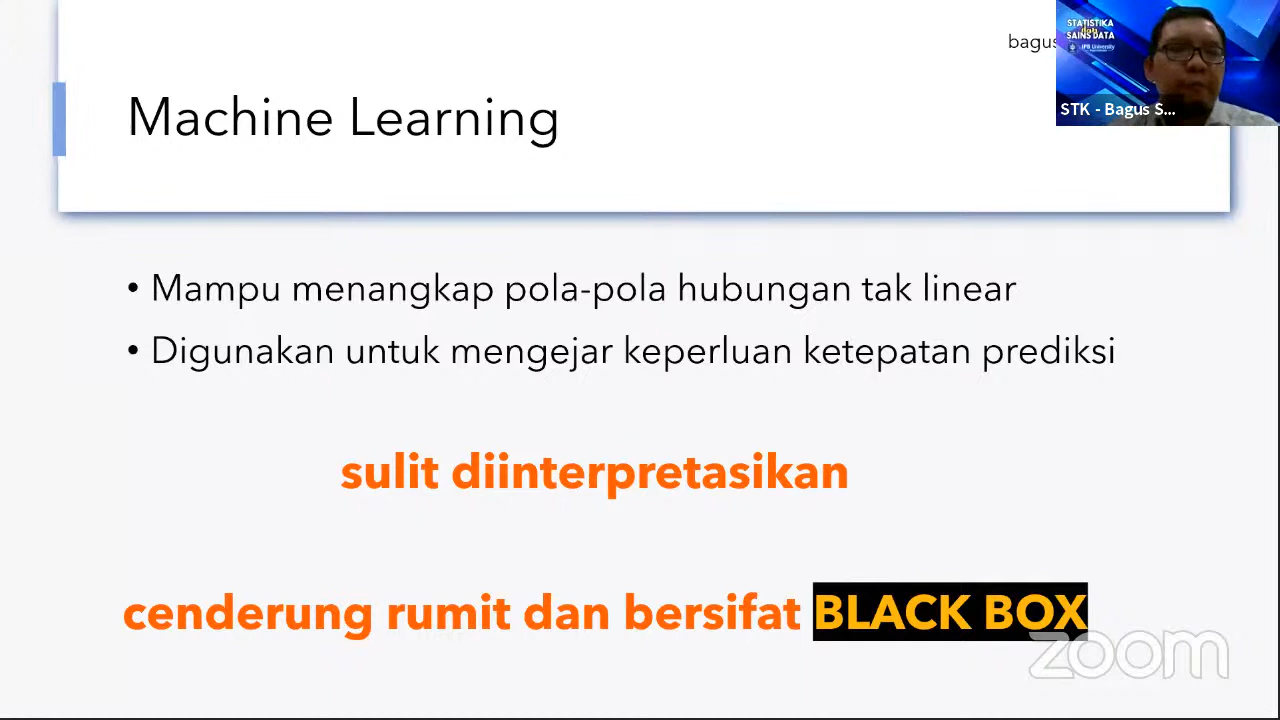 bagus
STATISTIKA
dan
SAINS DATA
IPB University
STK - Bagus S...
Machine Learning
• Mampu menangkap pola-pola hubungan tak linear
• Digunakan untuk mengejar keperluan ketepatan prediksi
sulit diinterpretasikan
cenderung rumit dan bersifat BLACK BOX
zoom